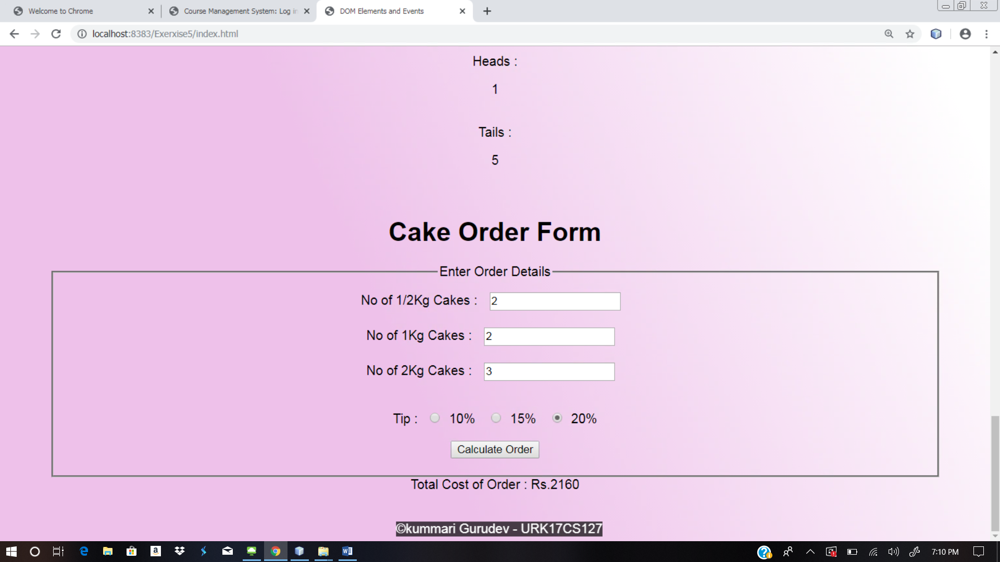 Welcome to Chrome
Course Management System: Log in
DOM Elements and Events
localhost:8383/Exerxise5/index.html
Heads :
1
Tails :
5
Cake Order Form
Enter Order Details
No of 1/2Kg Cakes : 2
No of 1Kg Cakes : 2
No of 2Kg Cakes : 3
Tip : 10% 15% 20%
Calculate Order
Total Cost of Order : Rs.2160
©kummari Gurudev - URK17CS127
7:10 PM